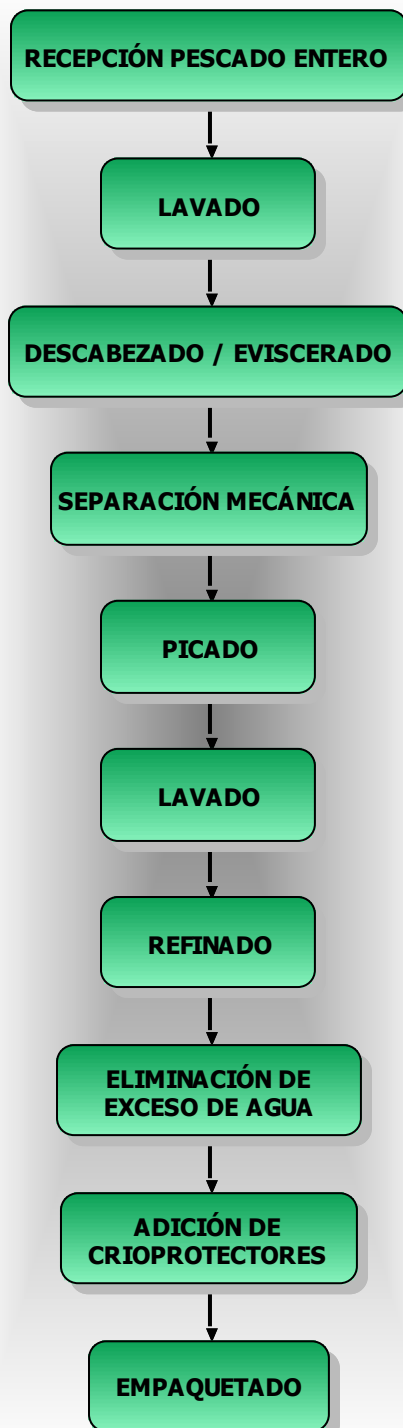 RECEPCIÓN PESCADO ENTERO
LAVADO
DESCABEZADO / EVISCERADO
SEPARACIÓN MECÁNICA
PICADO
LAVADO
REFINADO
ELIMINACIÓN DE
EXCESO DE AGUA
ADICIÓN DE
CRIOPROTECTORES
EMPAQUETADO